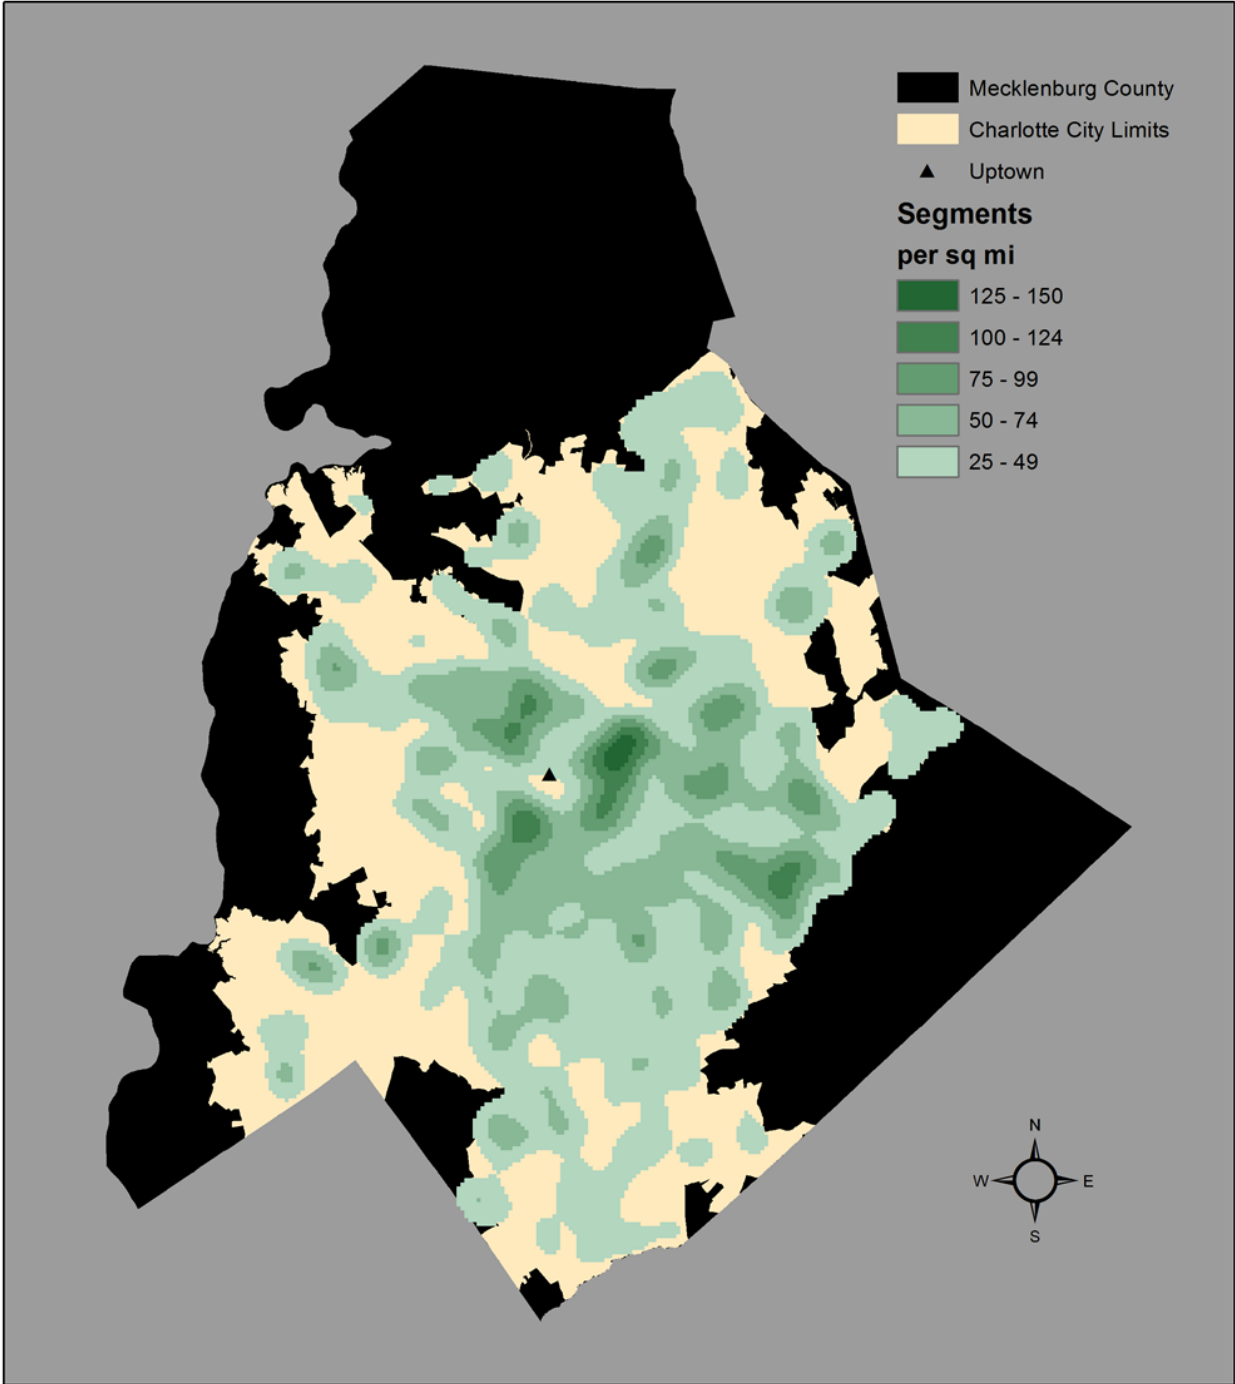 Mecklenburg County
Charlotte City Limits
Uptown
Segments
per sq mi
125 - 150
100 - 124
75 - 99
50 - 74
25 - 49
N
W E
S